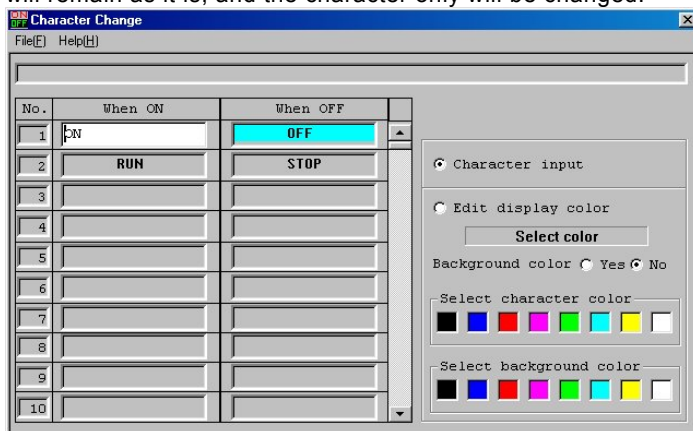 will remain as it is, and the character only will be changed.
ON OFF Character Change
File(F) Help(H)
No. When ON When OFF
1 ON OFF
2 RUN STOP
3
4
5
6
7
8
9
10
Character input
Edit display color
Select color
Background color Yes No
Select character color
Select background color